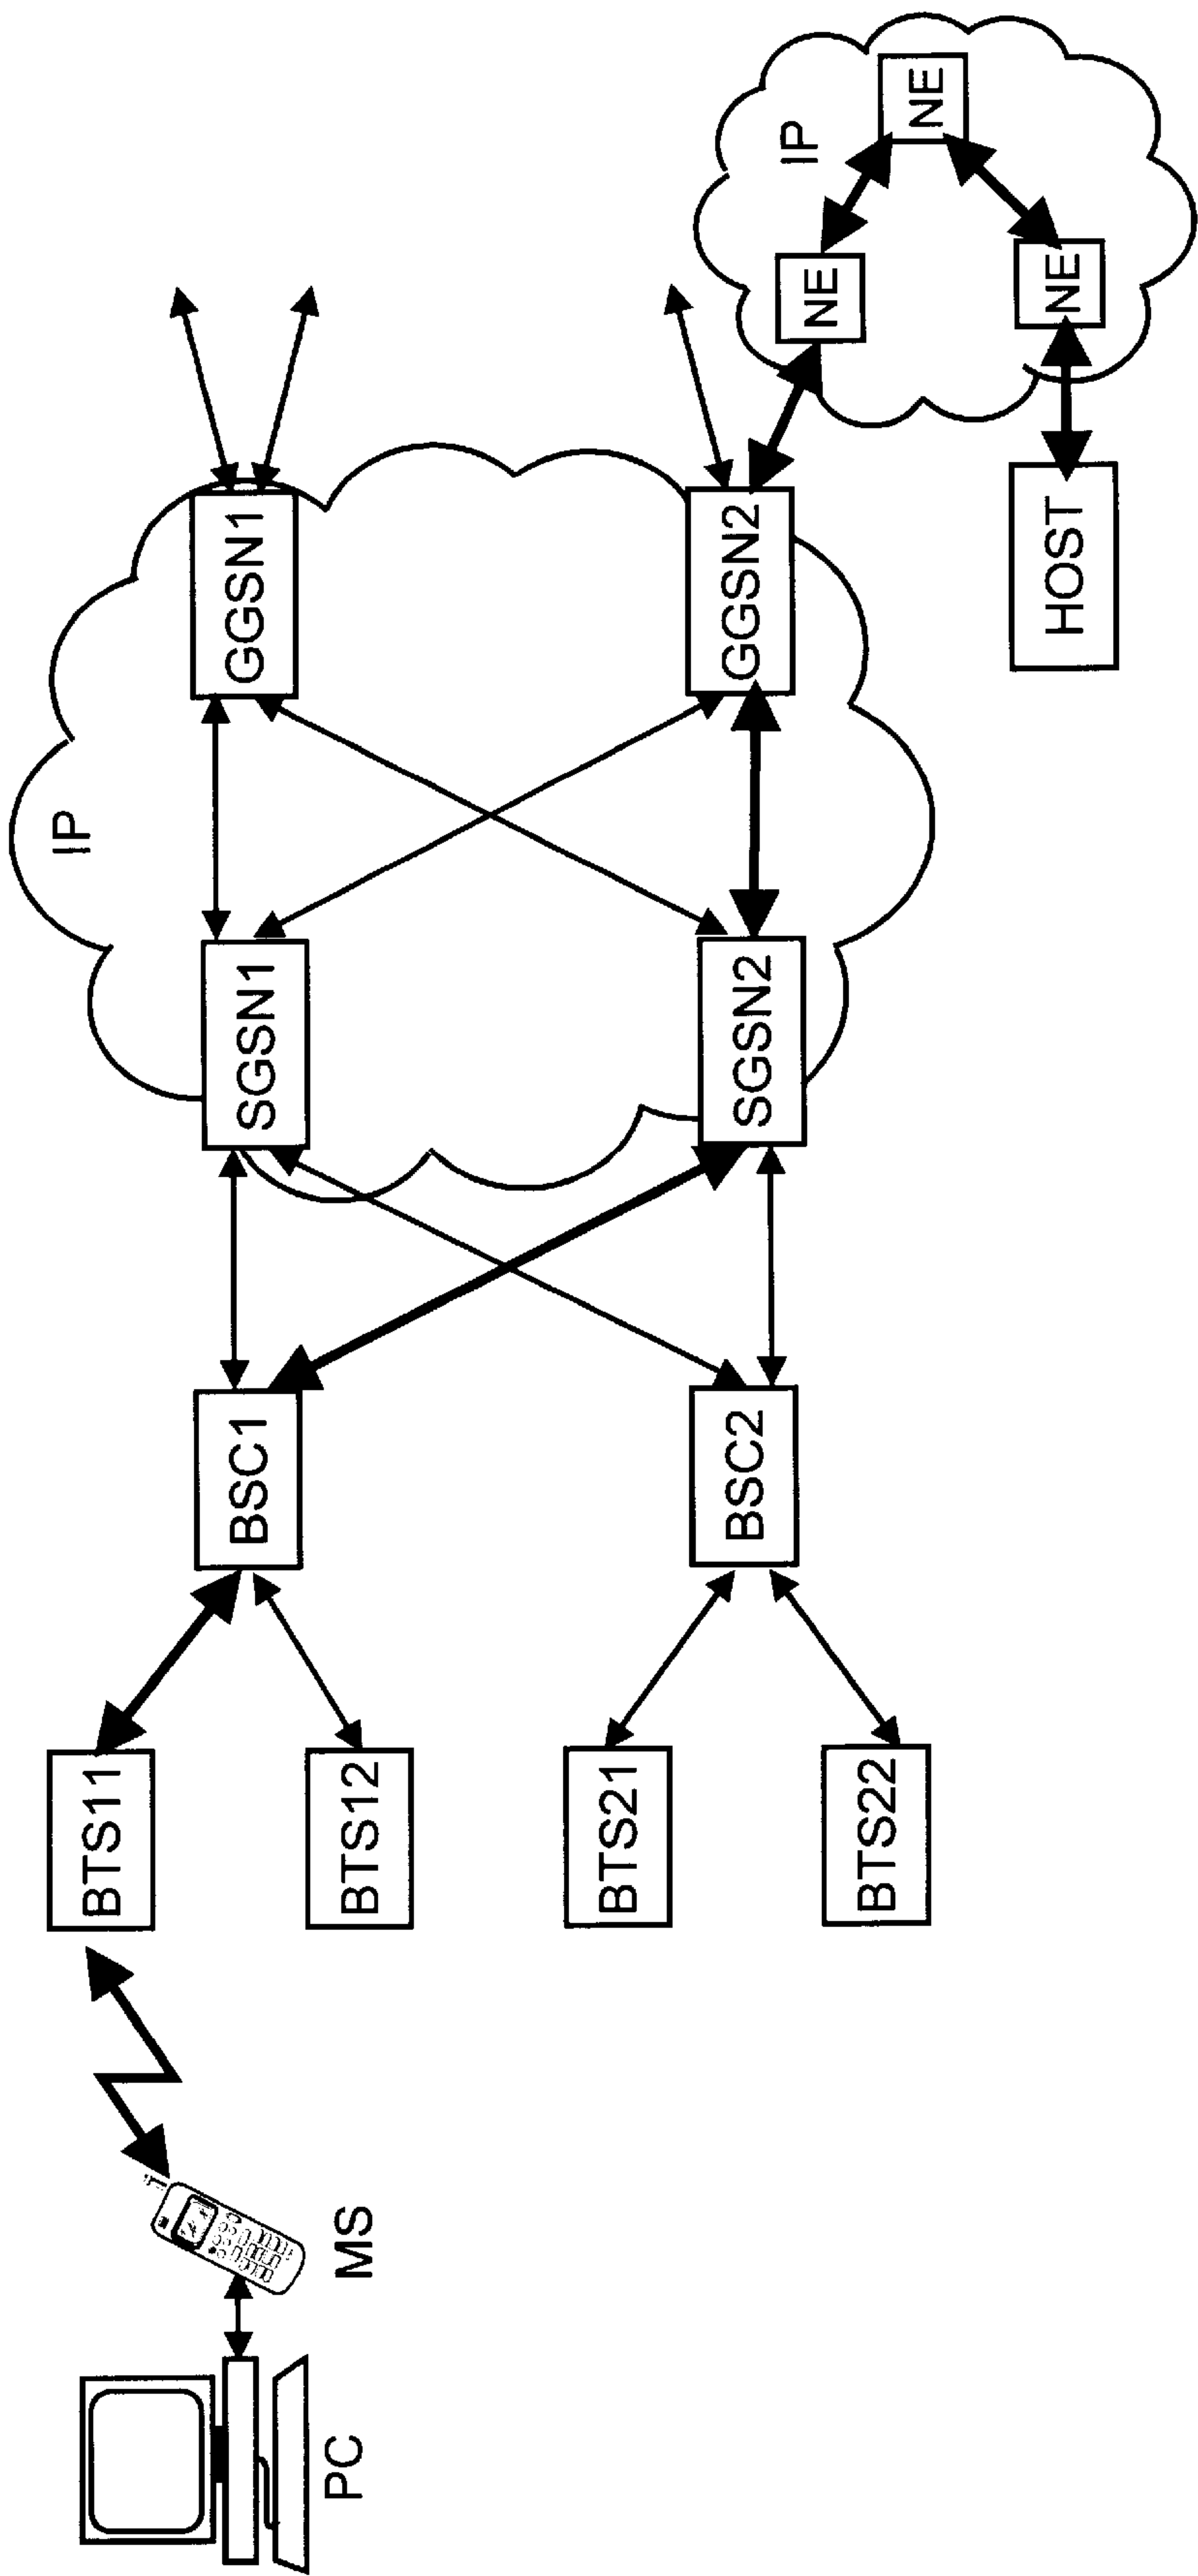 PC
MS
BTS11
BTS12
BTS21
BTS22
BSC1
BSC2
SGSN1
SGSN2
IP
GGSN1
GGSN2
HOST
IP
NE
NE
NE